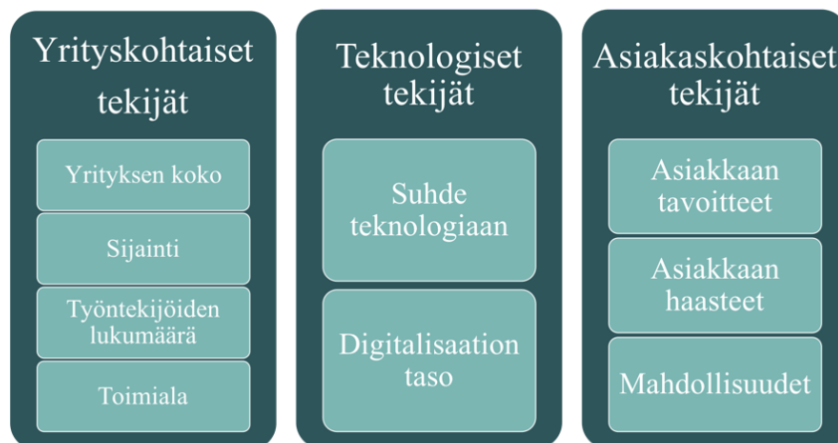 Yrityskohtaiset
tekijät
Yrityksen koko
Sijainti
Työntekijöiden
lukumäärä
Toimiala
Teknologiset
tekijät
Suhde
teknologiaan
Digitalisaation
taso
Asiakaskohtaiset
tekijät
Asiakkaan
tavoitteet
Asiakkaan
haasteet
Mahdollisuudet